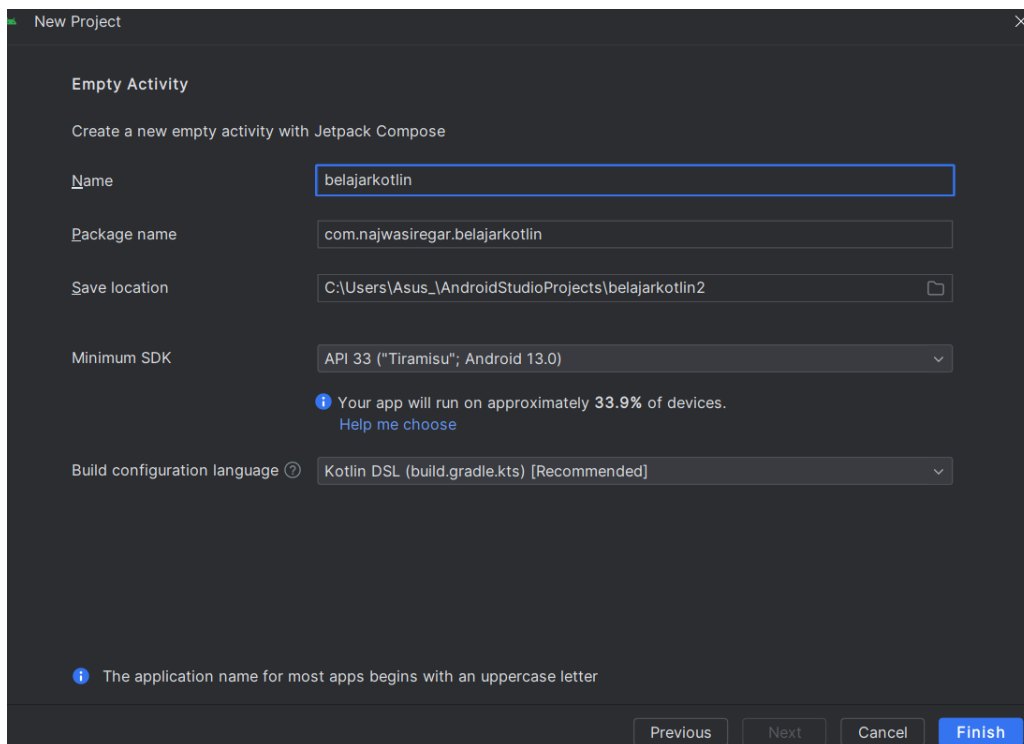 New Project
Empty Activity
Create a new empty activity with Jetpack Compose
Name belajarkotlin
Package name com.najwasiregar.belajarkotlin
Save location C:\Users\Asus_\AndroidStudioProjects\belajarkotlin2
Minimum SDK API 33 ("Tiramisu"; Android 13.0)
Your app will run on approximately 33.9% of devices.
Help me choose
Build configuration language Kotlin DSL (build.gradle.kts) [Recommended]
The application name for most apps begins with an uppercase letter
Previous Next Cancel Finish